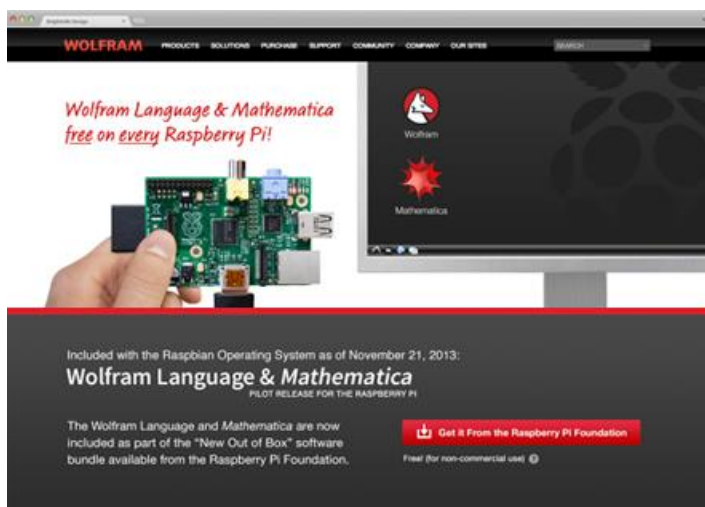 WOLFRAM PRODUCTS SOLUTIONS PURCHASE SUPPORT COMMUNITY COMPANY OUR SITES SEARCH
Wolfram Language & Mathematica
free on every Raspberry Pi!
Wolfram
Mathematica
Included with the Raspbian Operating System as of November 21, 2013:
Wolfram Language & Mathematica
PILOT RELEASE FOR THE RASPBERRY PI
The Wolfram Language and Mathematica are now
included as part of the "New Out of Box" software
bundle available from the Raspberry Pi Foundation.
Get it From the Raspberry Pi Foundation
Free! (for non-commercial use)